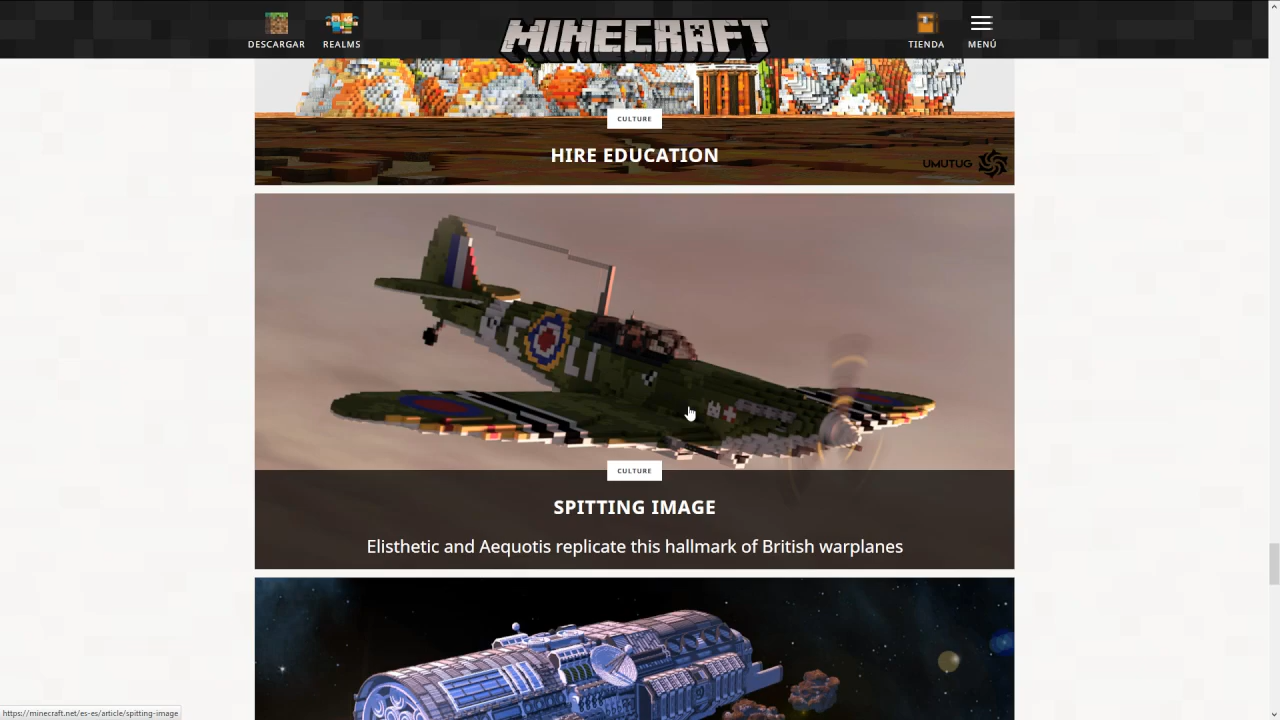 DESCARGAR
REALMS
MINECRAFT
TIENDA
MENÚ
CULTURE
HIRE EDUCATION
UMUTUG
LI
CULTURE
SPITTING IMAGE
Elisthetic and Aequotis replicate this hallmark of British warplanes
https://minecraft.net/es-es/article/spitting-image